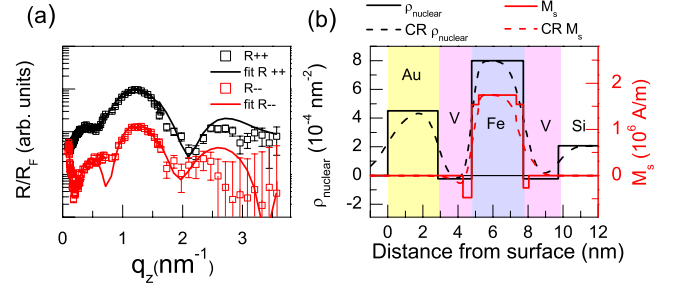 (a)
R/R_F (arb. units)
R++
fit R ++
R--
fit R--
0 1 2 3 4
q_z(nm⁻¹)
(b)
ρ_nuclear
CR ρ_nuclear
M_s
CR M_s
ρ_nuclear (10⁻⁴ nm⁻²)
8
6
4
2
0
-2
Au
V
Fe
V
Si
2
1
0
M_s (10⁶ A/m)
0 2 4 6 8 10 12
Distance from surface (nm)